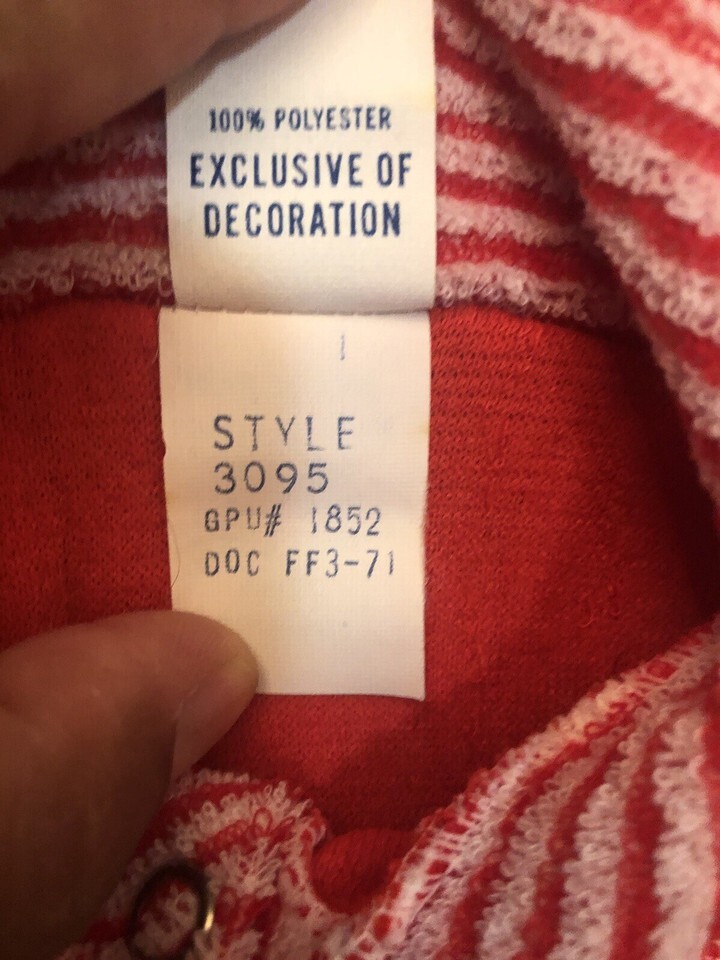 100% POLYESTER
EXCLUSIVE OF
DECORATION
1
STYLE
3095
GPU# 1852
DOC FF3-71